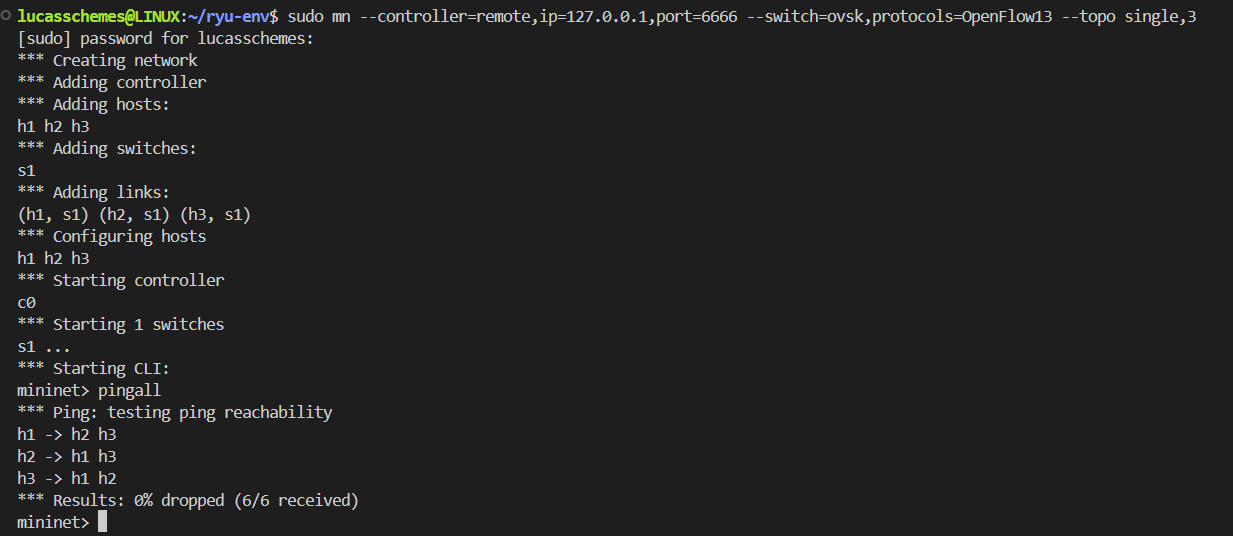 lucasschemes@LINUX:~/ryu-env$ sudo mn --controller=remote,ip=127.0.0.1,port=6666 --switch=ovsk,protocols=OpenFlow13 --topo single,3
[sudo] password for lucasschemes:
*** Creating network
*** Adding controller
*** Adding hosts:
h1 h2 h3
*** Adding switches:
s1
*** Adding links:
(h1, s1) (h2, s1) (h3, s1)
*** Configuring hosts
h1 h2 h3
*** Starting controller
c0
*** Starting 1 switches
s1 ...
*** Starting CLI:
mininet> pingall
*** Ping: testing ping reachability
h1 -> h2 h3
h2 -> h1 h3
h3 -> h1 h2
*** Results: 0% dropped (6/6 received)
mininet>